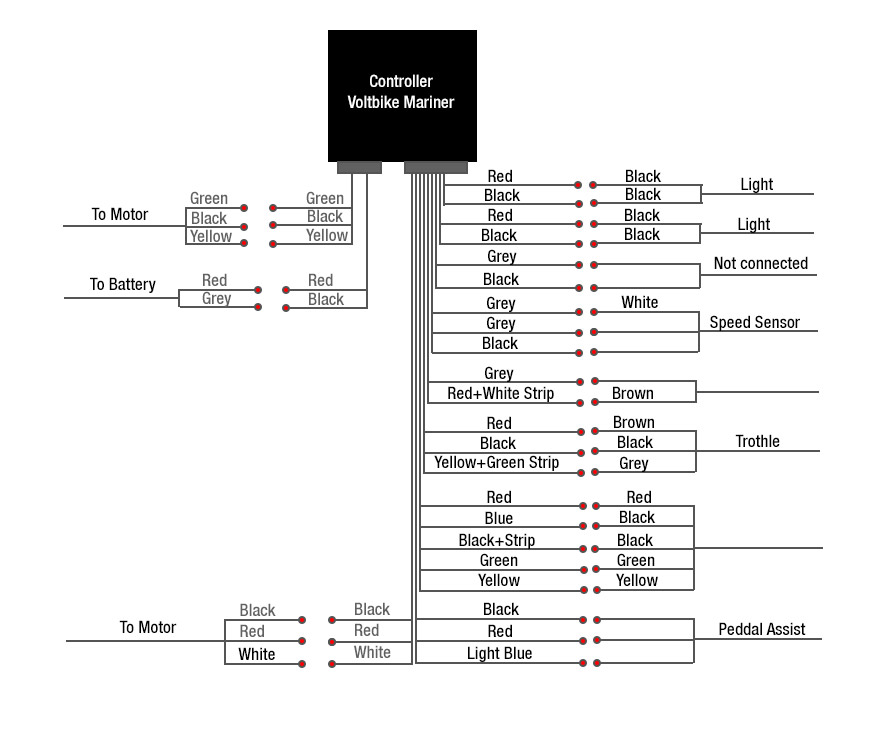 Controller
Voltbike Mariner
Red Black
Black Black Light
Green Green
To Motor Black Black
Yellow Yellow
Red Black
Black Black Light
Grey
Black Not connected
To Battery Red Red
Grey Black
Grey White
Grey Speed Sensor
Black
Grey
Red+White Strip Brown
Red Brown
Black Black Trothle
Yellow+Green Strip Grey
Red Red
Blue Black
Black+Strip Black
Green Green
Yellow Yellow
Black Black
To Motor Red Red
White White
Black
Red Peddal Assist
Light Blue